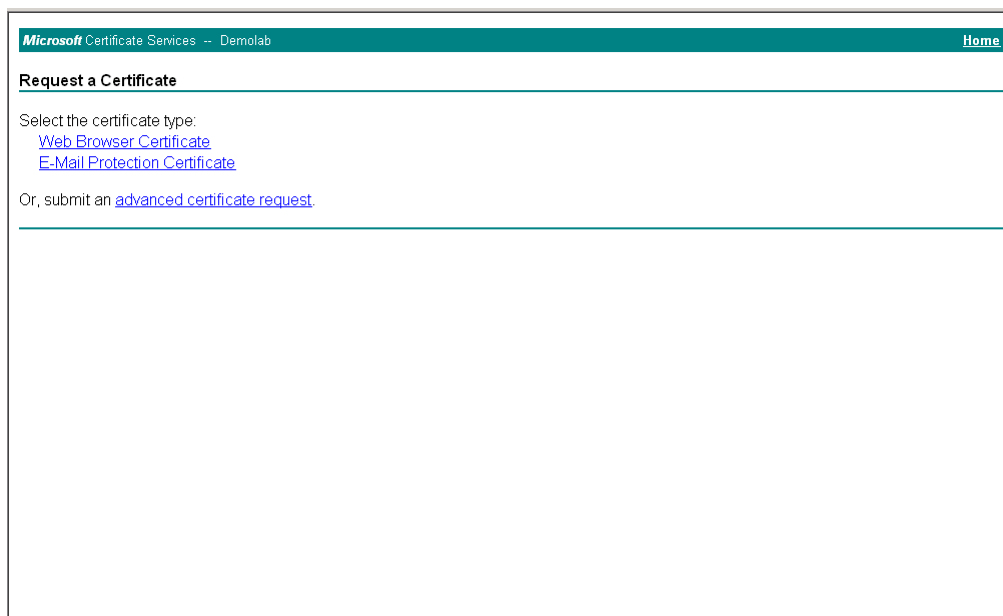 Microsoft Certificate Services -- Demolab Home
Request a Certificate
Select the certificate type:
Web Browser Certificate
E-Mail Protection Certificate
Or, submit an advanced certificate request.